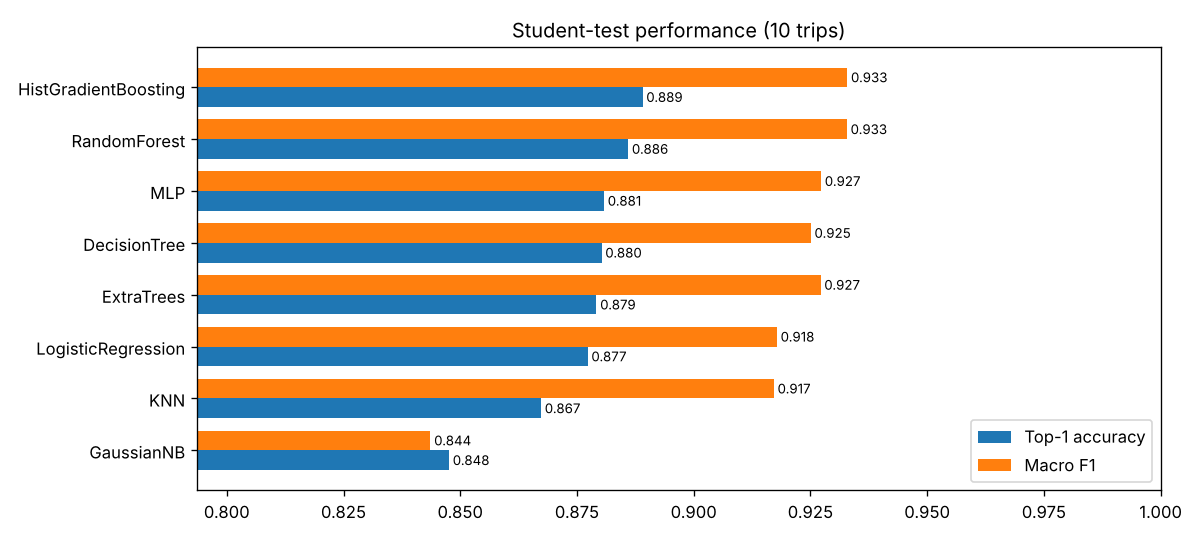 Student-test performance (10 trips)
HistGradientBoosting
0.933
0.889
RandomForest
0.933
0.886
MLP
0.927
0.881
DecisionTree
0.925
0.880
ExtraTrees
0.927
0.879
LogisticRegression
0.918
0.877
KNN
0.917
0.867
GaussianNB
0.844
0.848
Top-1 accuracy
Macro F1
0.800 0.825 0.850 0.875 0.900 0.925 0.950 0.975 1.000